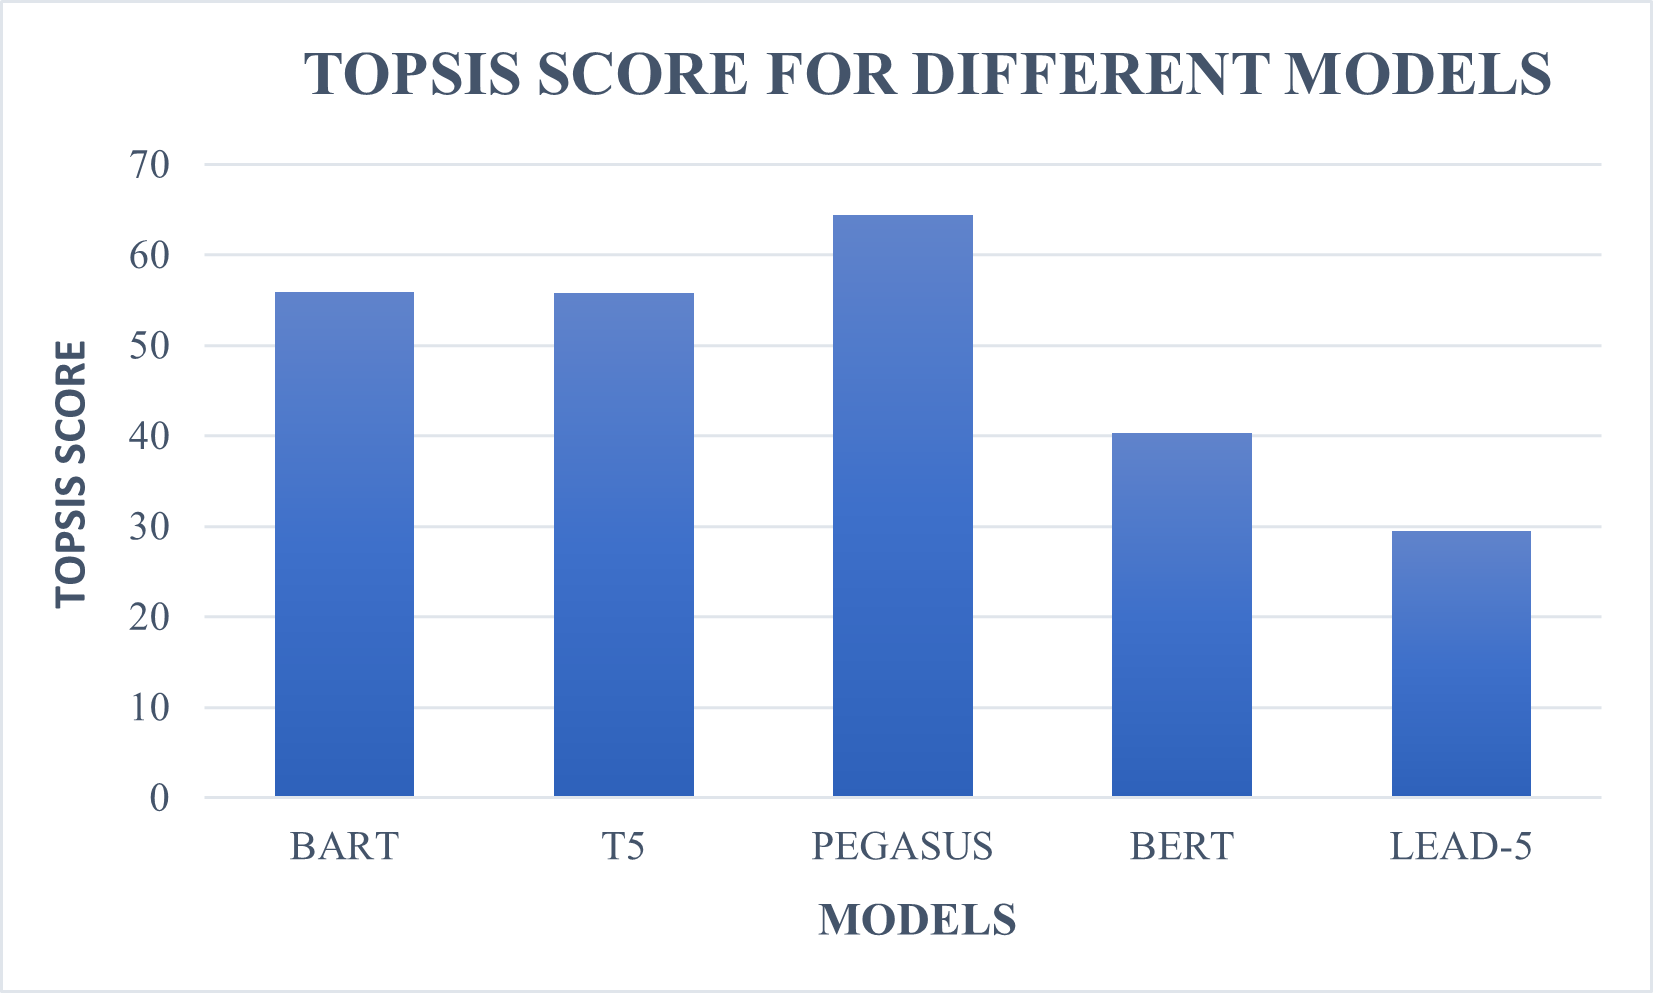 TOPSIS SCORE FOR DIFFERENT MODELS
TOPSIS SCORE
70
60
50
40
30
20
10
0
BART T5 PEGASUS BERT LEAD-5
MODELS